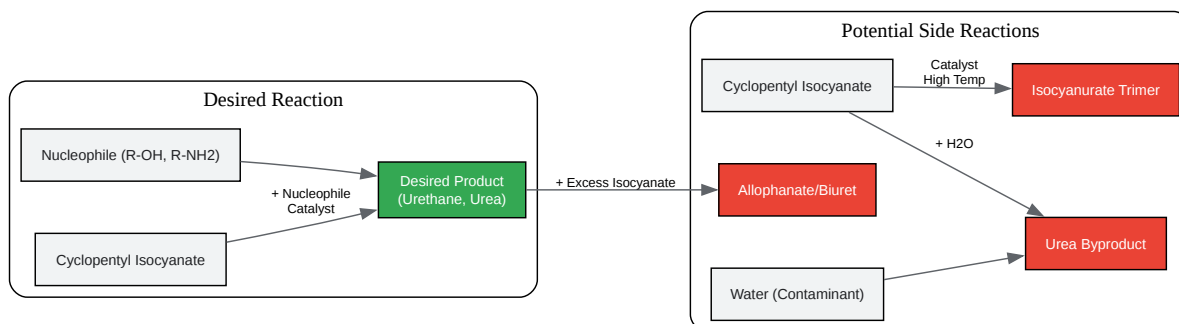 Desired Reaction
Nucleophile (R-OH, R-NH2)
+ Nucleophile
Catalyst
Cyclopentyl Isocyanate
Desired Product
(Urethane, Urea)
+ Excess Isocyanate
Potential Side Reactions
Cyclopentyl Isocyanate
Catalyst
High Temp
Isocyanurate Trimer
+ H2O
Allophanate/Biuret
Urea Byproduct
Water (Contaminant)